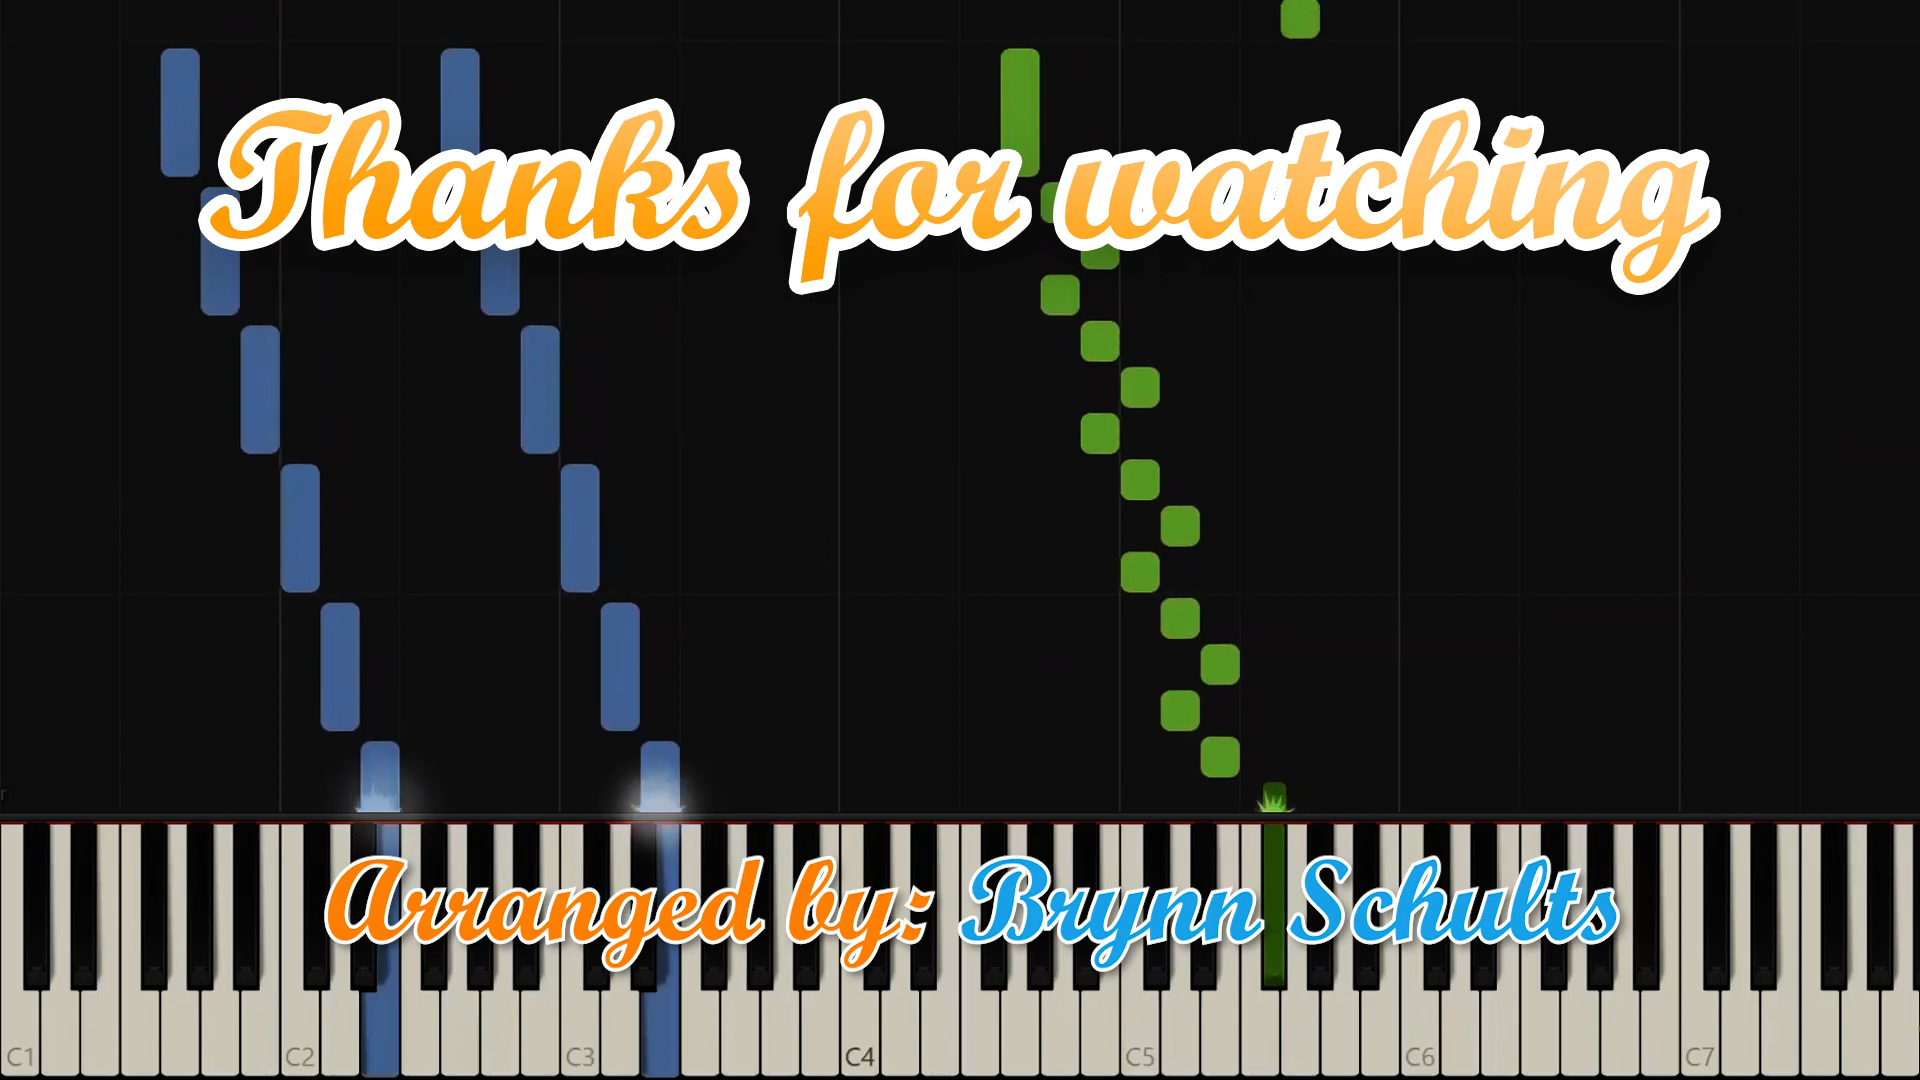 Thanks for watching
r
Arranged by: Brynn Schults
C1 C2 C3 C4 C5 C6 C7